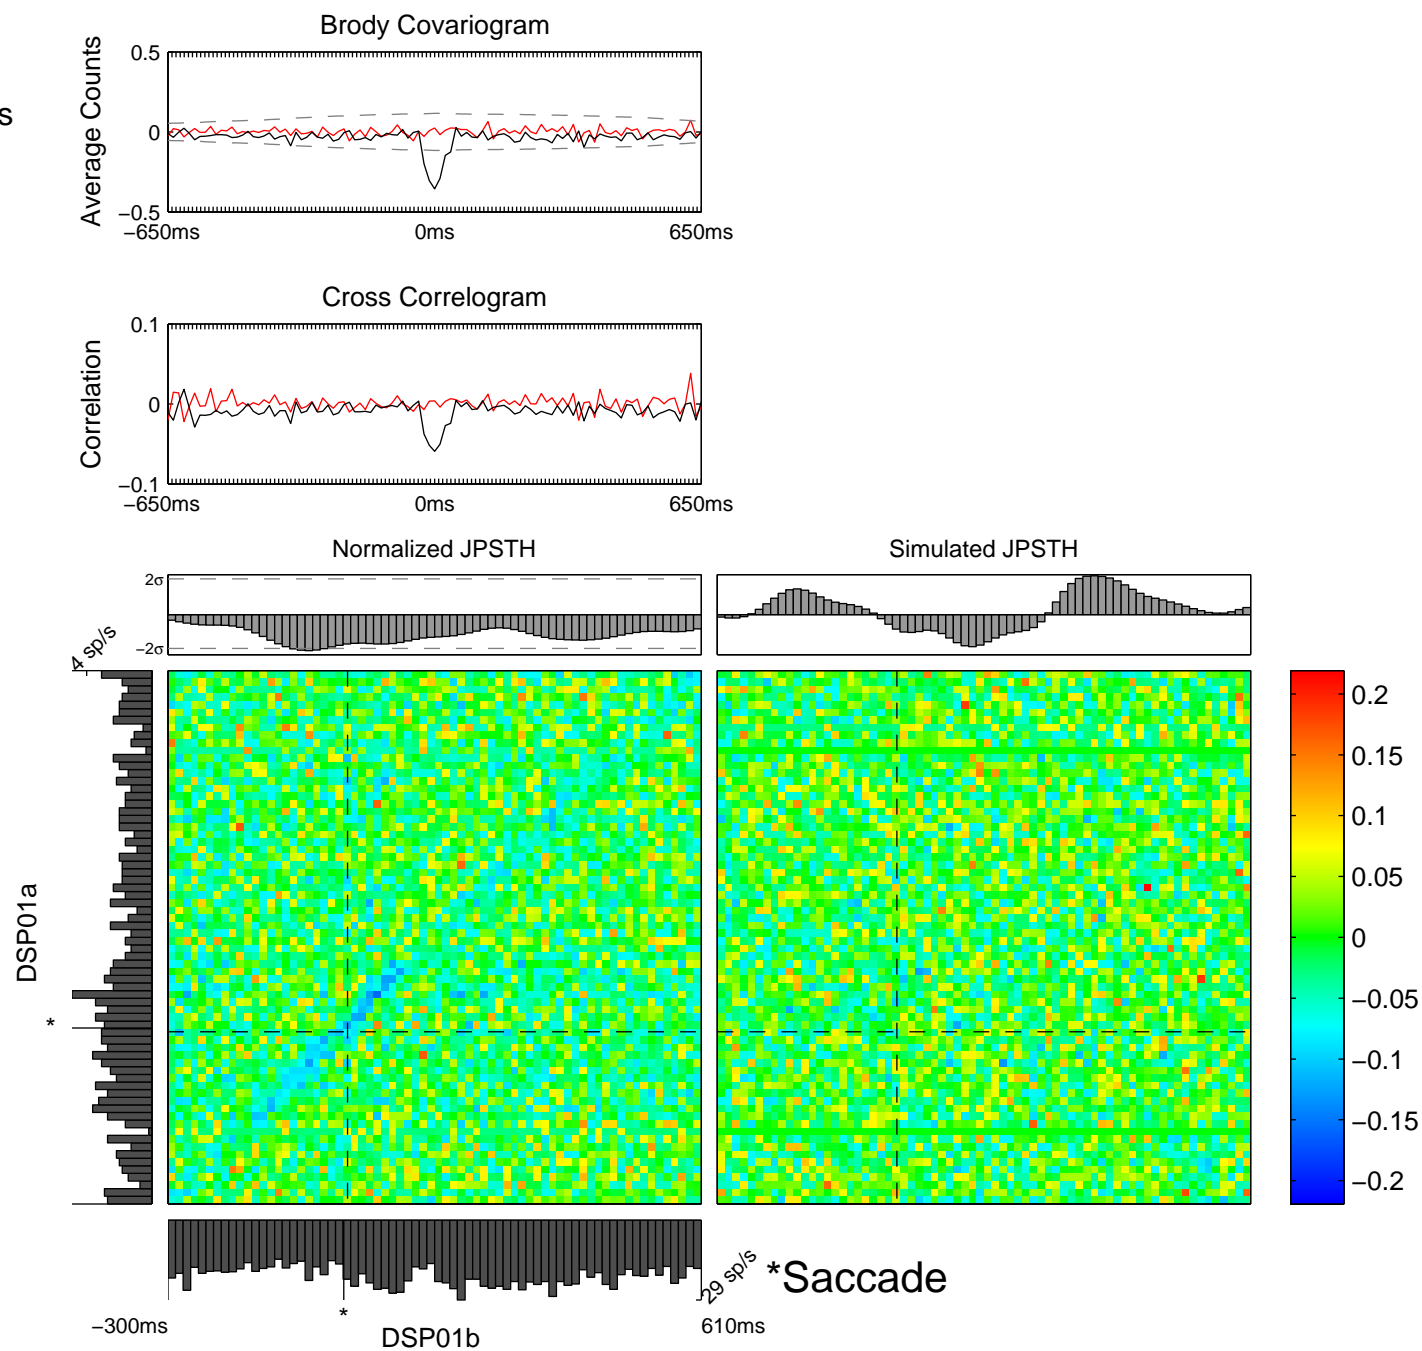 Brody Covariogram
s
Average Counts
0.5
0
−0.5
−650ms
0ms
650ms
Cross Correlogram
Correlation
0.1
0
−0.1
−650ms
0ms
650ms
Normalized JPSTH
Simulated JPSTH
2σ
−2σ
4 sp/s
DSP01a
*
0.2
0.15
0.1
0.05
0
−0.05
−0.1
−0.15
−0.2
29 sp/s
*Saccade
*
−300ms
DSP01b
610ms